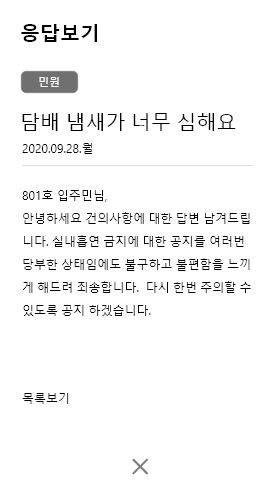 응답보기
민원
담배 냄새가 너무 심해요
2020.09.28.월
801호 입주민님,
안녕하세요 건의사항에 대한 답변 남겨드립
니다. 실내흡연 금지에 대한 공지를 여러번
당부한 상태임에도 불구하고 불편함을 느끼
게 해드려 죄송합니다. 다시 한번 주의할 수
있도록 공지 하겠습니다.
목록보기